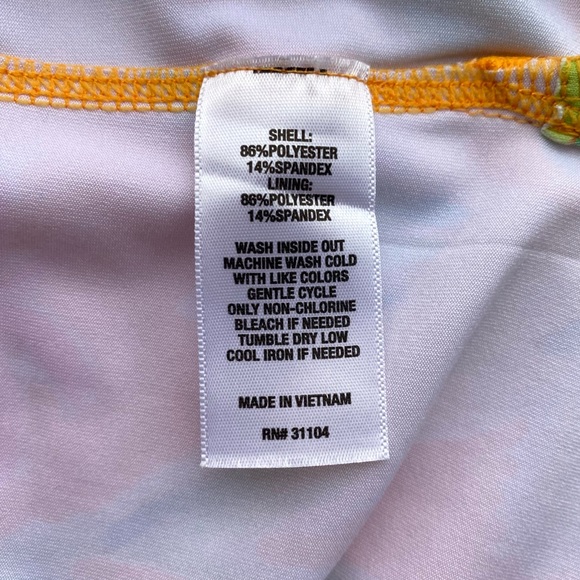 SHELL:
86%POLYESTER
14%SPANDEX
LINING:
86%POLYESTER
14%SPANDEX
WASH INSIDE OUT
MACHINE WASH COLD
WITH LIKE COLORS
GENTLE CYCLE
ONLY NON-CHLORINE
BLEACH IF NEEDED
TUMBLE DRY LOW
COOL IRON IF NEEDED
MADE IN VIETNAM
RN# 31104